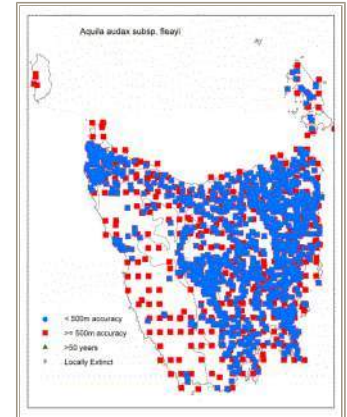 Aquila audax subsp. fleayi
< 500m accuracy
>= 500m accuracy
>50 years
Locally Extinct